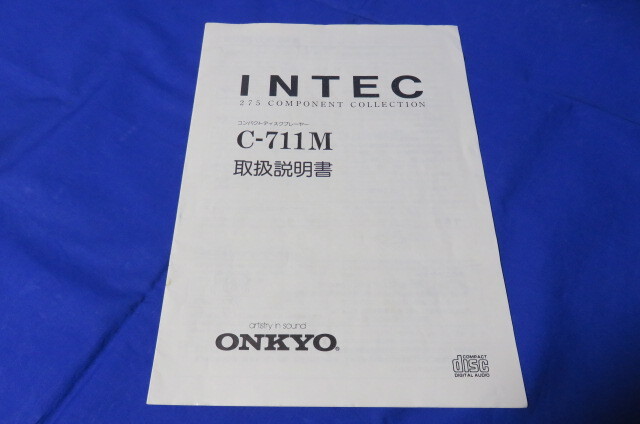 INTEC
275 COMPONENT COLLECTION
コンパクトディスクプレーヤー
C-711M
取扱説明書
artistry in sound
ONKYO®
COMPACT
disc
DIGITAL AUDIO